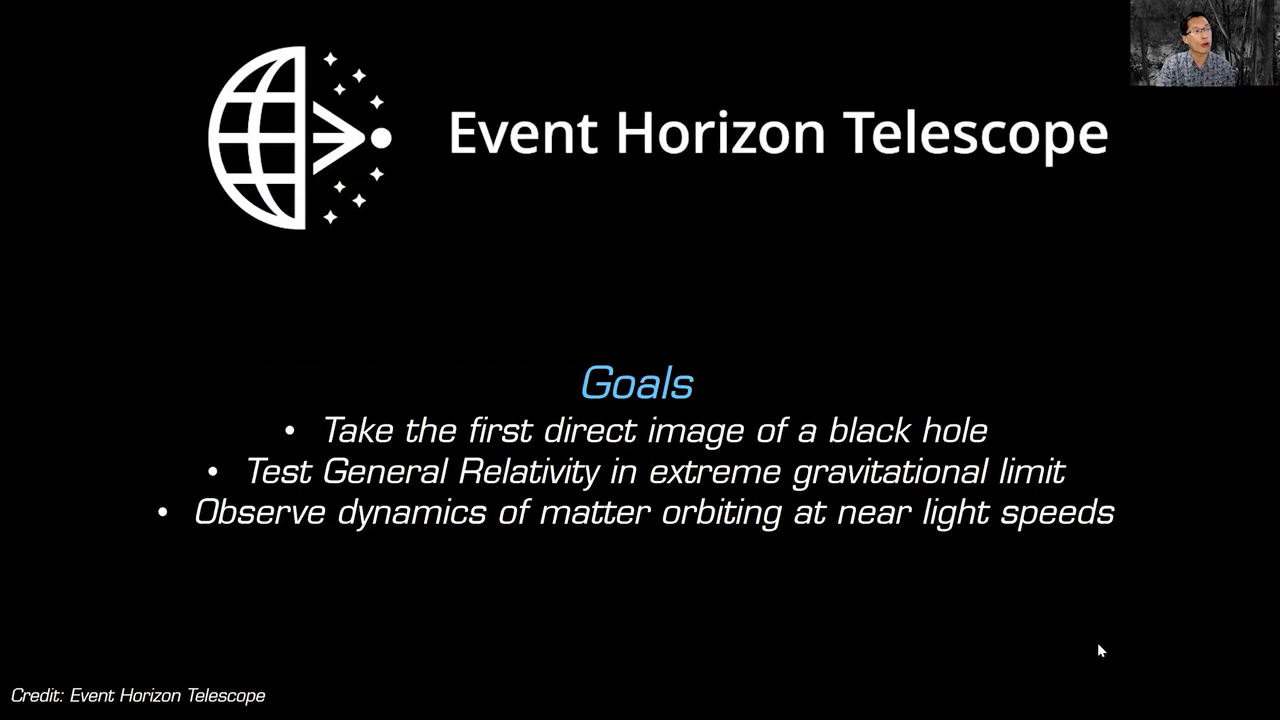 Event Horizon Telescope
Goals
• Take the first direct image of a black hole
• Test General Relativity in extreme gravitational limit
• Observe dynamics of matter orbiting at near light speeds
Credit: Event Horizon Telescope